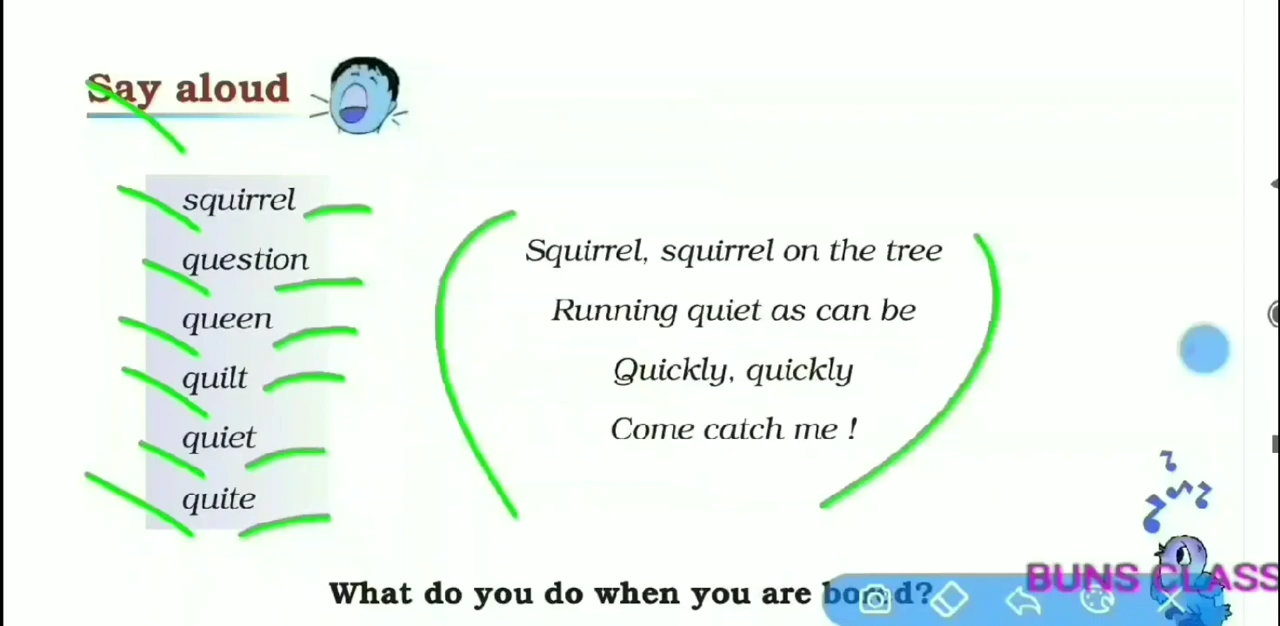 Say aloud
squirrel
question
queen
quilt
quiet
quite
Squirrel, squirrel on the tree
Running quiet as can be
Quickly, quickly
Come catch me !
What do you do when you are bored?
BUNS CLASS